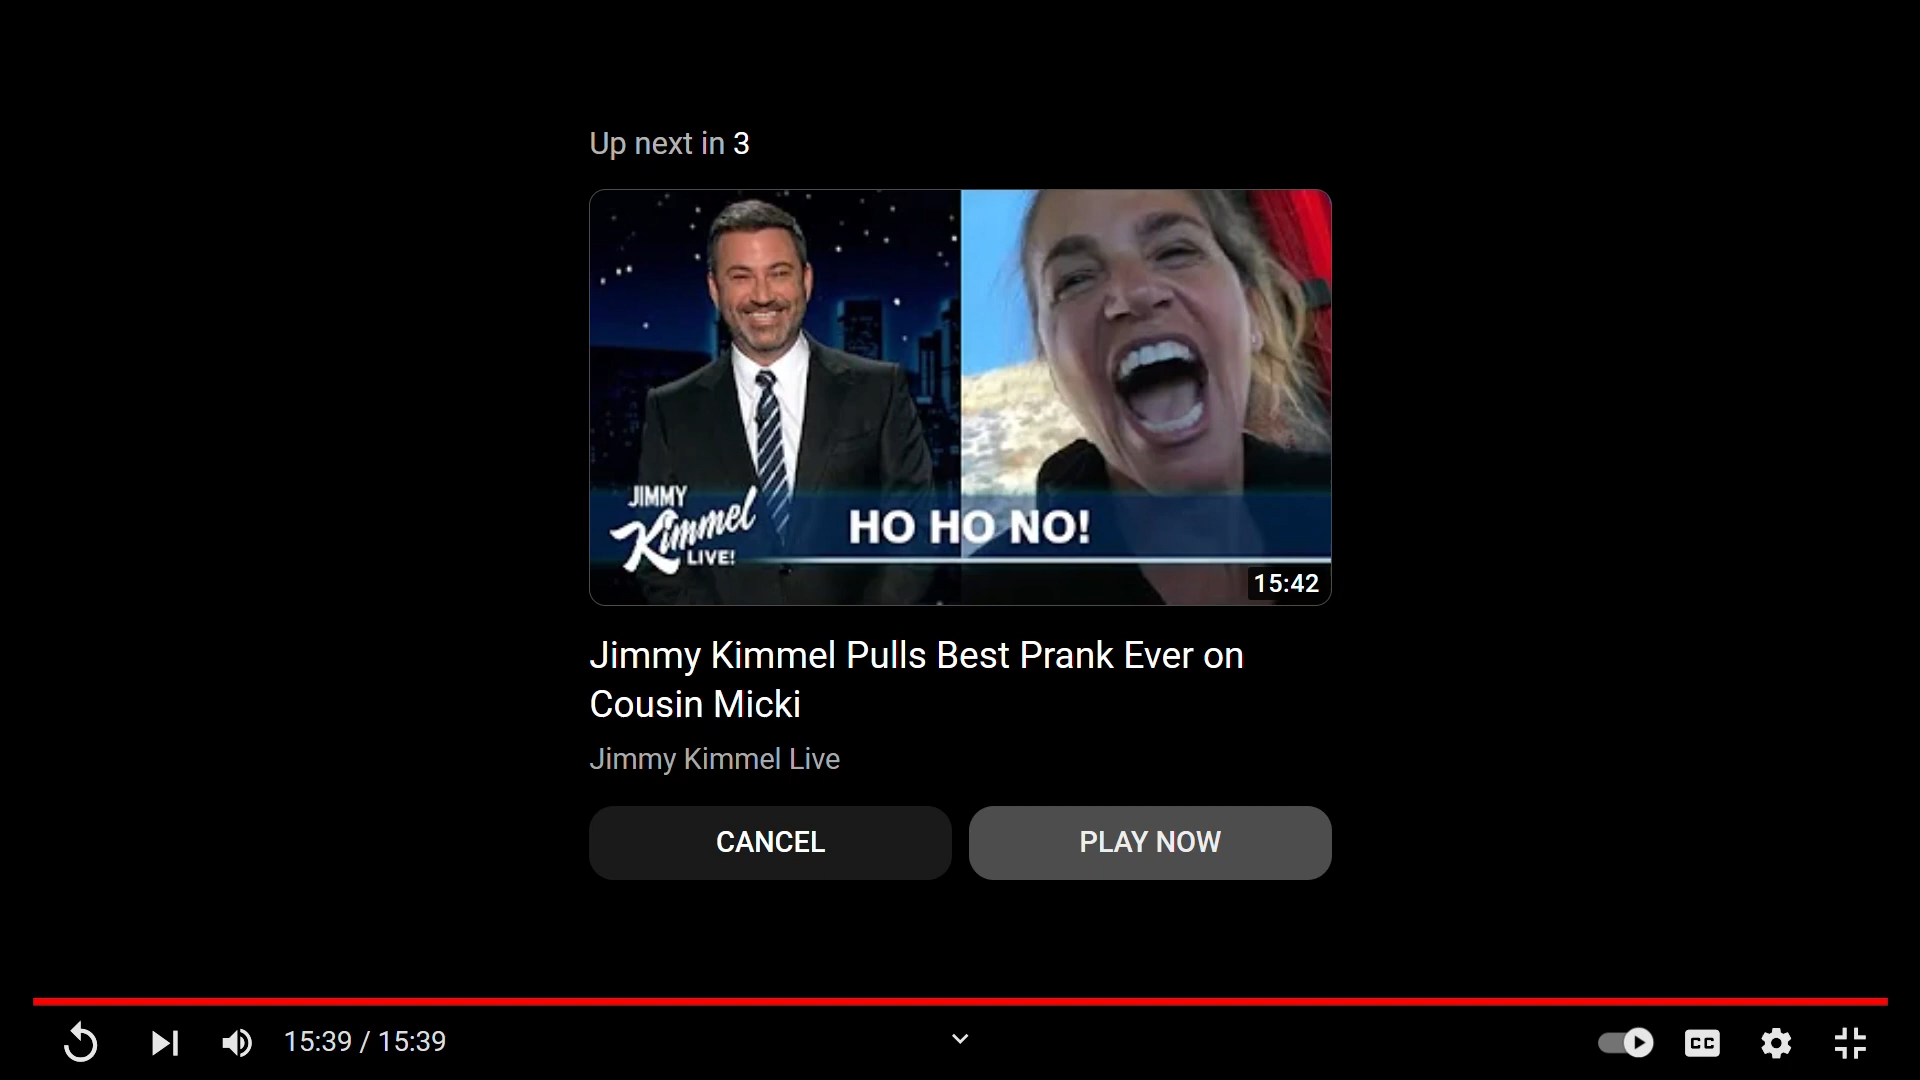 Up next in 3
JIMMY
Kimmel
LIVE!
HO HO NO!
15:42
Jimmy Kimmel Pulls Best Prank Ever on
Cousin Micki
Jimmy Kimmel Live
CANCEL
PLAY NOW
15:39 / 15:39
CC